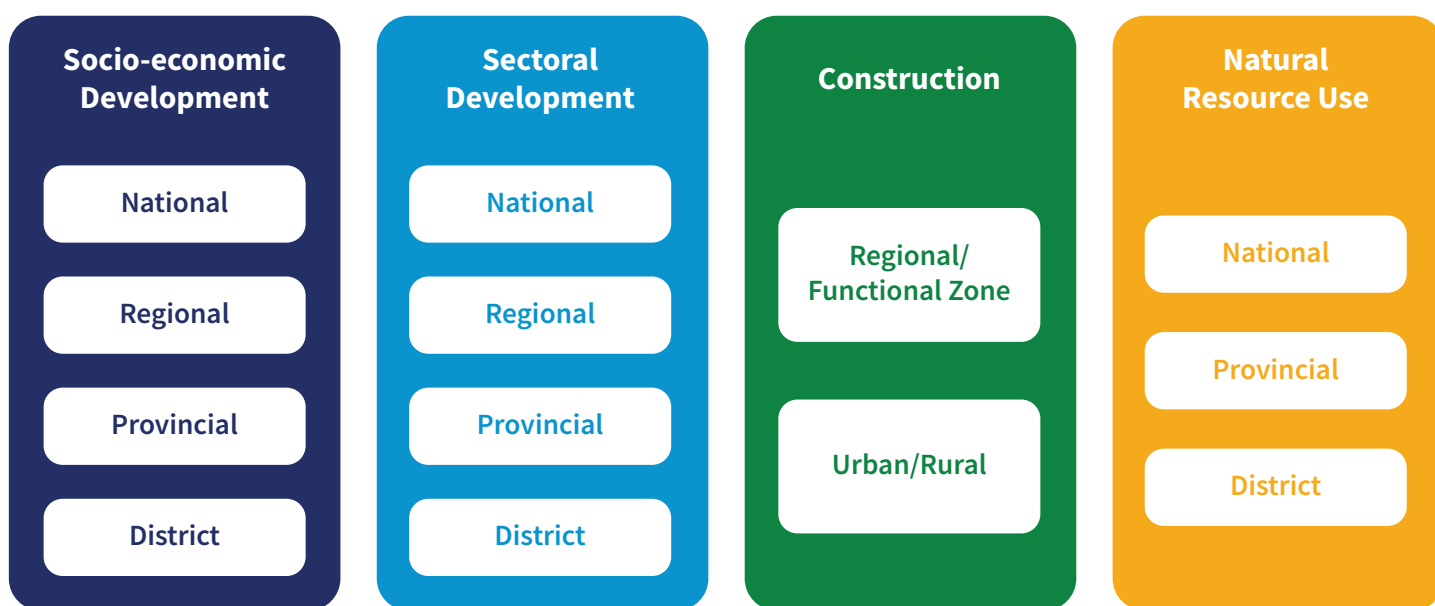 Socio-economic
Development
National
Regional
Provincial
District
Sectoral
Development
National
Regional
Provincial
District
Construction
Regional/
Functional Zone
Urban/Rural
Natural
Resource Use
National
Provincial
District